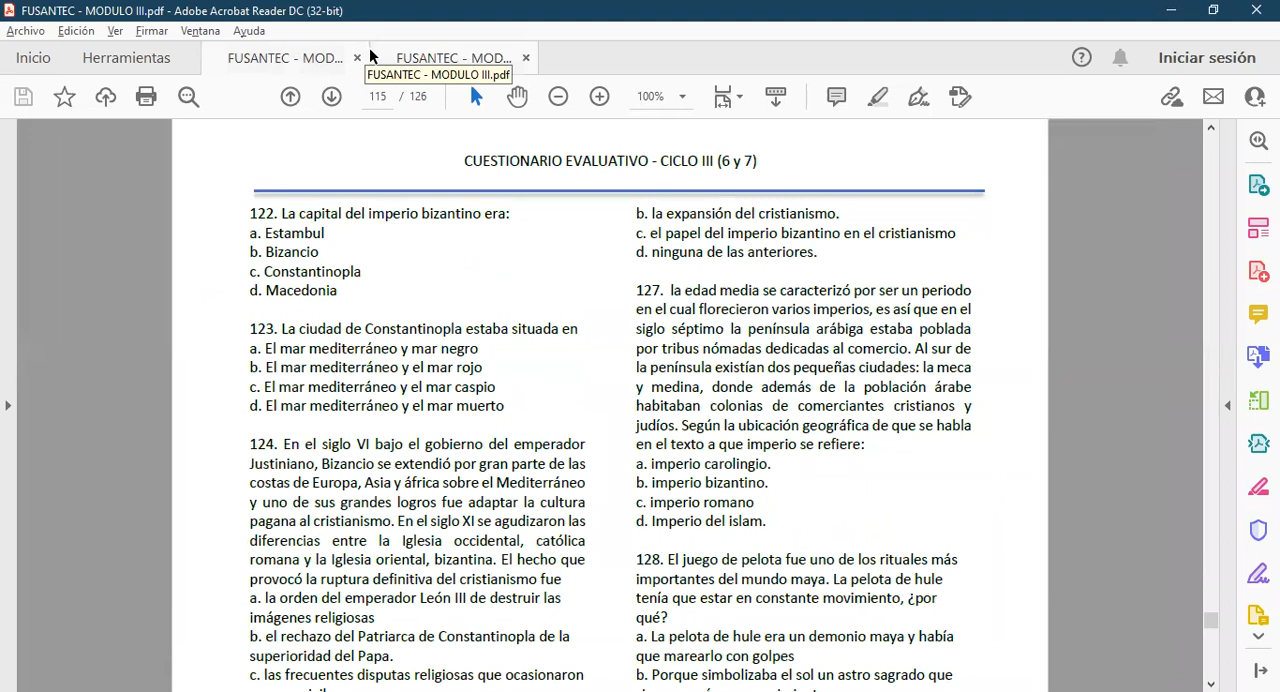 FUSANTEC - MODULO III.pdf - Adobe Acrobat Reader DC (32-bit)
Archivo Edición Ver Firmar Ventana Ayuda
Inicio Herramientas FUSANTEC - MOD... FUSANTEC - MOD... Iniciar sesión
FUSANTEC - MODULO III.pdf
115 / 126 100%
CUESTIONARIO EVALUATIVO - CICLO III (6 y 7)
122. La capital del imperio bizantino era:
a. Estambul
b. Bizancio
c. Constantinopla
d. Macedonia
123. La ciudad de Constantinopla estaba situada en
a. El mar mediterráneo y mar negro
b. El mar mediterráneo y el mar rojo
c. El mar mediterráneo y el mar caspio
d. El mar mediterráneo y el mar muerto
124. En el siglo VI bajo el gobierno del emperador
Justiniano, Bizancio se extendió por gran parte de las
costas de Europa, Asia y áfrica sobre el Mediterráneo
y uno de sus grandes logros fue adaptar la cultura
pagana al cristianismo. En el siglo XI se agudizaron las
diferencias entre la Iglesia occidental, católica
romana y la Iglesia oriental, bizantina. El hecho que
provocó la ruptura definitiva del cristianismo fue
a. la orden del emperador León III de destruir las
imágenes religiosas
b. el rechazo del Patriarca de Constantinopla de la
superioridad del Papa.
c. las frecuentes disputas religiosas que ocasionaron
b. la expansión del cristianismo.
c. el papel del imperio bizantino en el cristianismo
d. ninguna de las anteriores.
127. la edad media se caracterizó por ser un periodo
en el cual florecieron varios imperios, es así que en el
siglo séptimo la península arábiga estaba poblada
por tribus nómadas dedicadas al comercio. Al sur de
la península existían dos pequeñas ciudades: la meca
y medina, donde además de la población árabe
habitaban colonias de comerciantes cristianos y
judíos. Según la ubicación geográfica de que se habla
en el texto a que imperio se refiere:
a. imperio carolingio.
b. imperio bizantino.
c. imperio romano
d. Imperio del islam.
128. El juego de pelota fue uno de los rituales más
importantes del mundo maya. La pelota de hule
tenía que estar en constante movimiento, ¿por
qué?
a. La pelota de hule era un demonio maya y había
que marearlo con golpes
b. Porque simbolizaba el sol un astro sagrado que